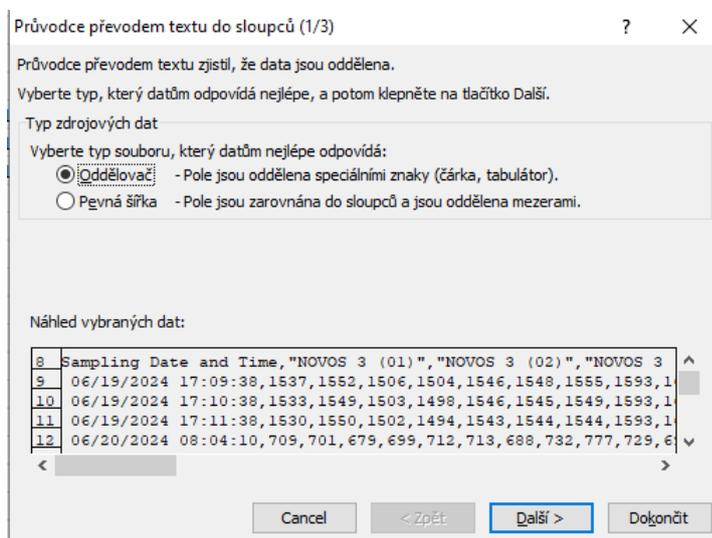 Průvodce převodem textu do sloupců (1/3) ? ×
Průvodce převodem textu zjistil, že data jsou oddělena.
Vyberte typ, který datům odpovídá nejlépe, a potom klepněte na tlačítko Další.
Typ zdrojových dat
Vyberte typ souboru, který datům nejlépe odpovídá:
Oddělovač - Pole jsou oddělena speciálními znaky (čárka, tabulátor).
Pevná šířka - Pole jsou zarovnána do sloupců a jsou oddělena mezerami.
Náhled vybraných dat:
8 Sampling Date and Time,"NOVOS 3 (01)","NOVOS 3 (02)","NOVOS 3
9 06/19/2024 17:09:38,1537,1552,1506,1504,1546,1548,1555,1593,
10 06/19/2024 17:10:38,1533,1549,1503,1498,1546,1545,1549,1593,
11 06/19/2024 17:11:38,1530,1550,1502,1494,1543,1544,1544,1593,
12 06/20/2024 08:04:10,709,701,679,699,712,713,688,732,777,729,
Cancel < Zpět Další > Dokončit